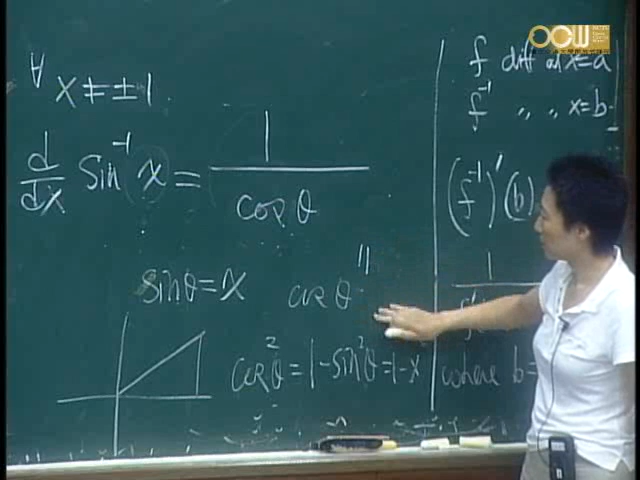 ∀ x ≠ ±1
d/dx sin⁻¹ x = 1/cos θ
sin θ = x cos θ "
cos²θ = 1 - sin²θ = 1 - x
f diff at x=a
f⁻¹ " " x=b
(f⁻¹)'(b)
1
f'
where b =
OCW